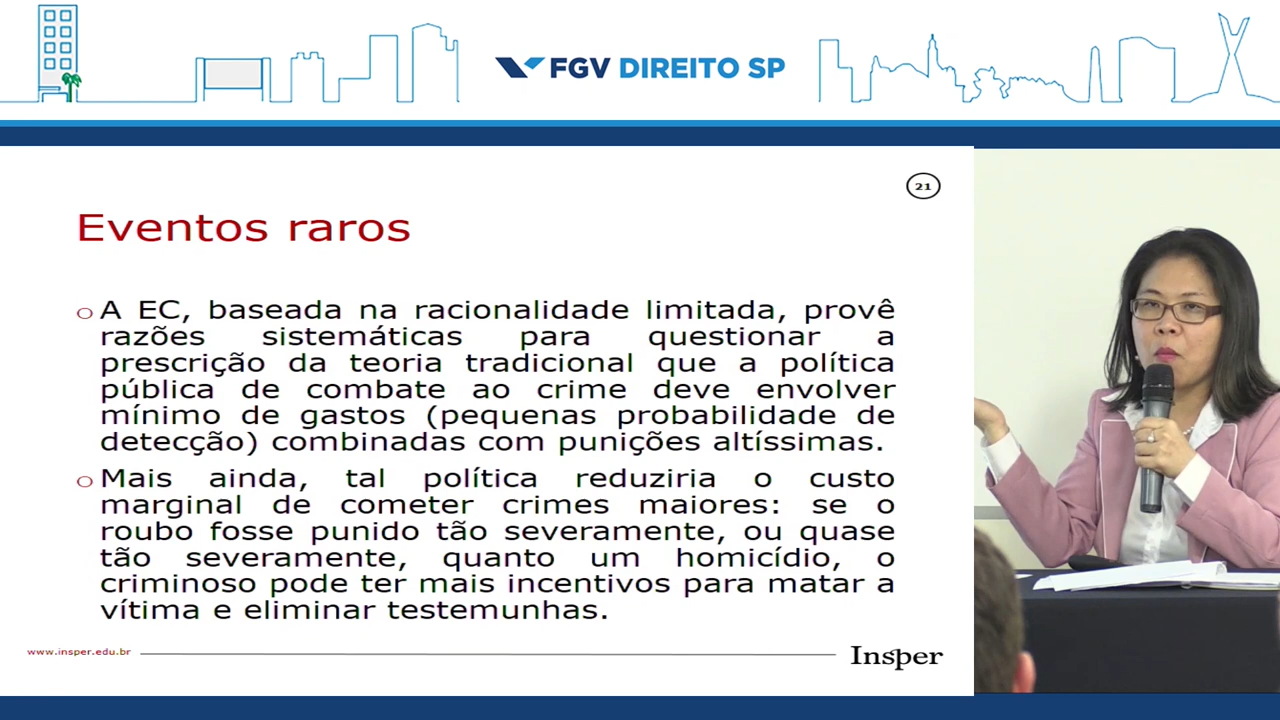 FGV DIREITO SP
21
Eventos raros
A EC, baseada na racionalidade limitada, provê
razões sistemáticas para questionar a
prescrição da teoria tradicional que a política
pública de combate ao crime deve envolver
mínimo de gastos (pequenas probabilidade de
detecção) combinadas com punições altíssimas.
Mais ainda, tal política reduziria o custo
marginal de cometer crimes maiores: se o
roubo fosse punido tão severamente, ou quase
tão severamente, quanto um homicídio, o
criminoso pode ter mais incentivos para matar a
vítima e eliminar testemunhas.
www.insper.edu.br
Insper